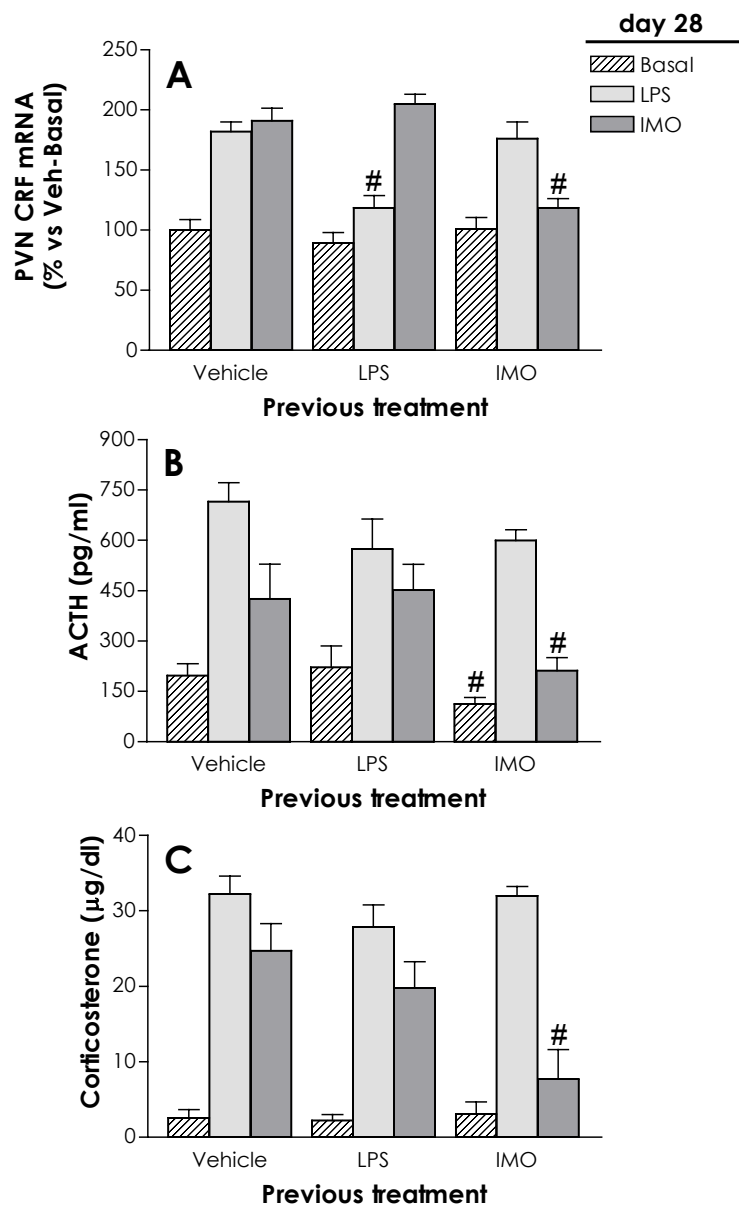 day 28
Basal
LPS
IMO
A
PVN CRF mRNA
(% vs Veh-Basal)
250
200
150
100
50
0
#
#
Vehicle LPS IMO
Previous treatment
B
ACTH (pg/ml)
900
750
600
450
300
150
0
#
#
Vehicle LPS IMO
Previous treatment
C
Corticosterone (μg/dl)
40
30
20
10
0
#
Vehicle LPS IMO
Previous treatment